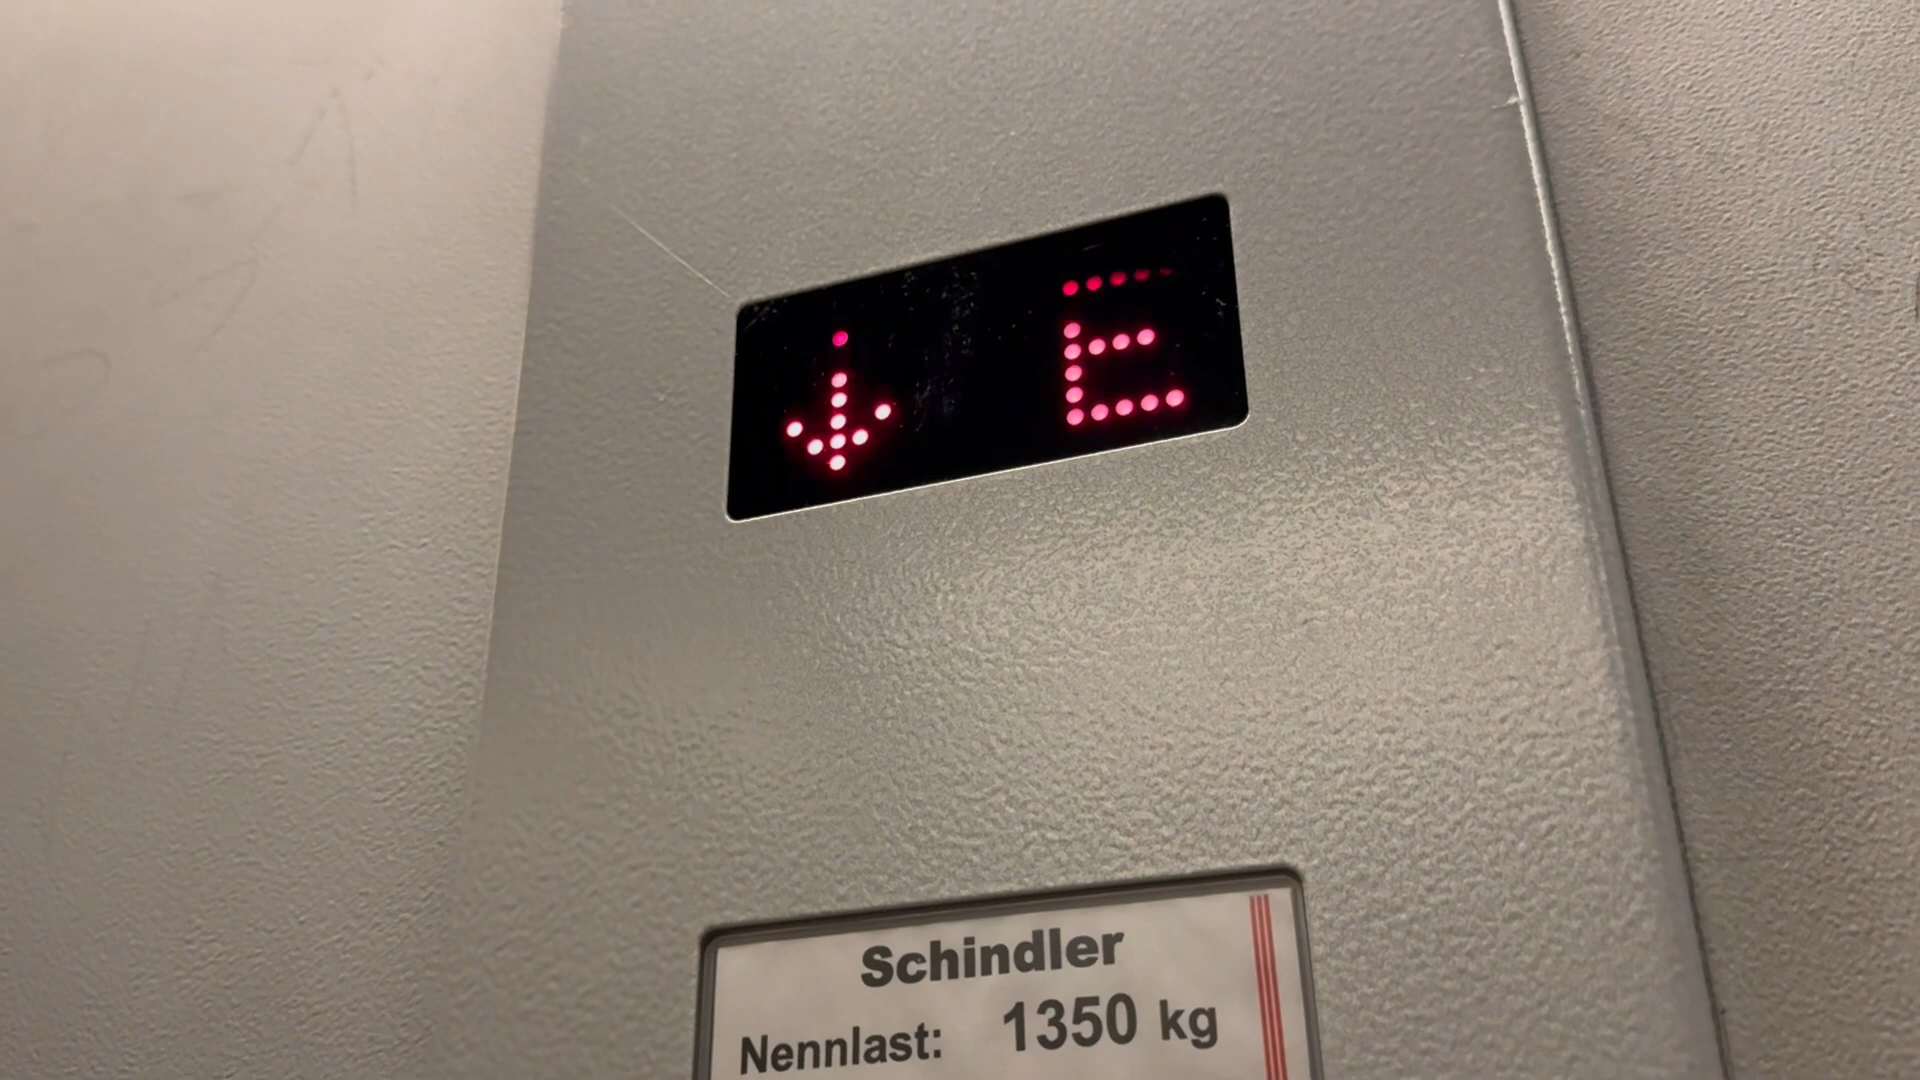 ↓ E
Schindler
Nennlast: 1350 kg